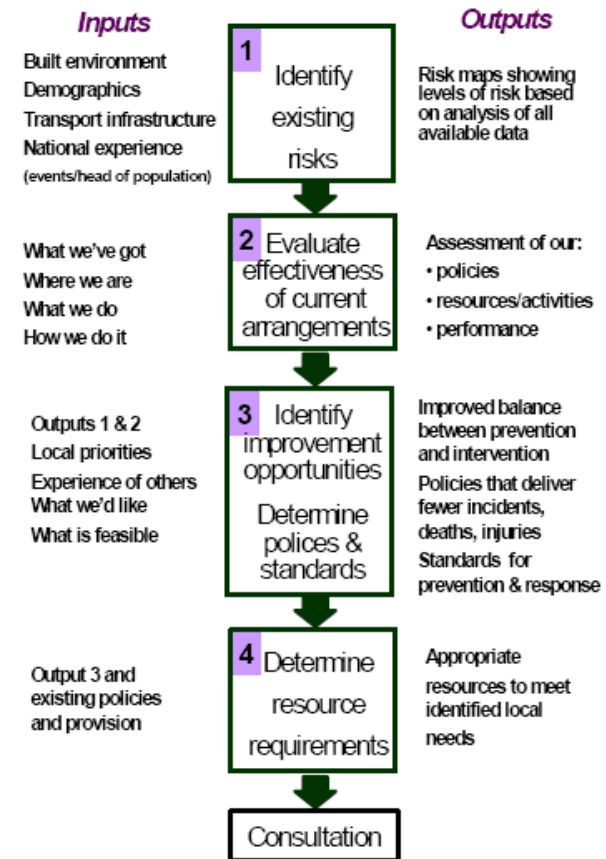 Inputs
Outputs
Built environment
Demographics
Transport infrastructure
National experience
(events/head of population)
1
Identify
existing
risks
Risk maps showing
levels of risk based
on analysis of all
available data
What we've got
Where we are
What we do
How we do it
2
Evaluate
effectiveness
of current
arrangements
Assessment of our:
• policies
• resources/activities
• performance
Outputs 1 & 2
Local priorities
Experience of others
What we'd like
What is feasible
3
Identify
improvement
opportunities
Determine
polices &
standards
Improved balance
between prevention
and intervention
Policies that deliver
fewer incidents,
deaths, injuries
Standards for
prevention & response
Output 3 and
existing policies
and provision
4
Determine
resource
requirements
Appropriate
resources to meet
identified local
needs
Consultation